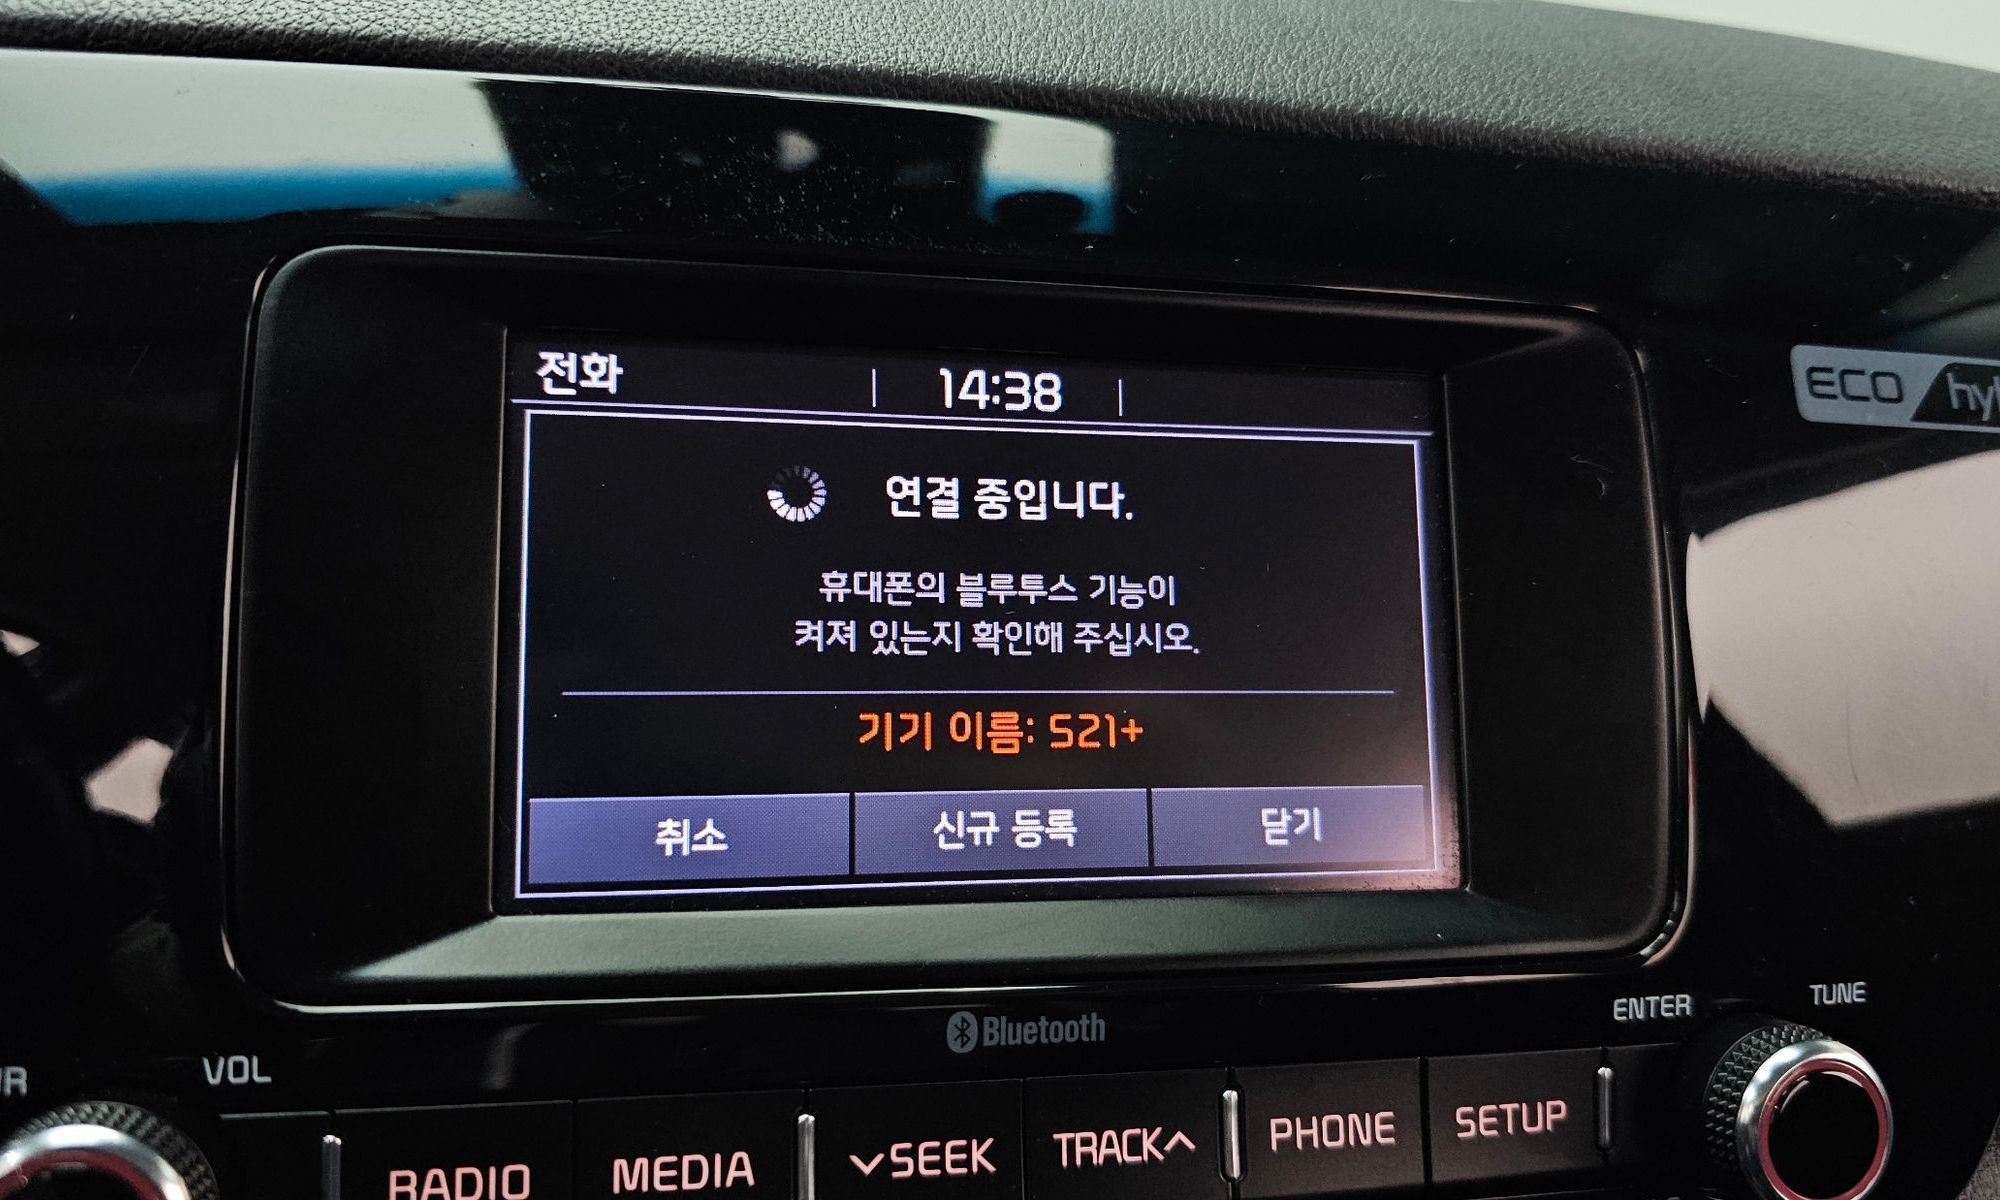 전화
14:38
연결 중입니다.
휴대폰의 블루투스 기능이
켜져 있는지 확인해 주십시오.
기기 이름: S21+
취소
신규 등록
닫기
ECO
Bluetooth
ENTER
TUNE
VOL
RADIO
MEDIA
SEEK
TRACK
PHONE
SETUP